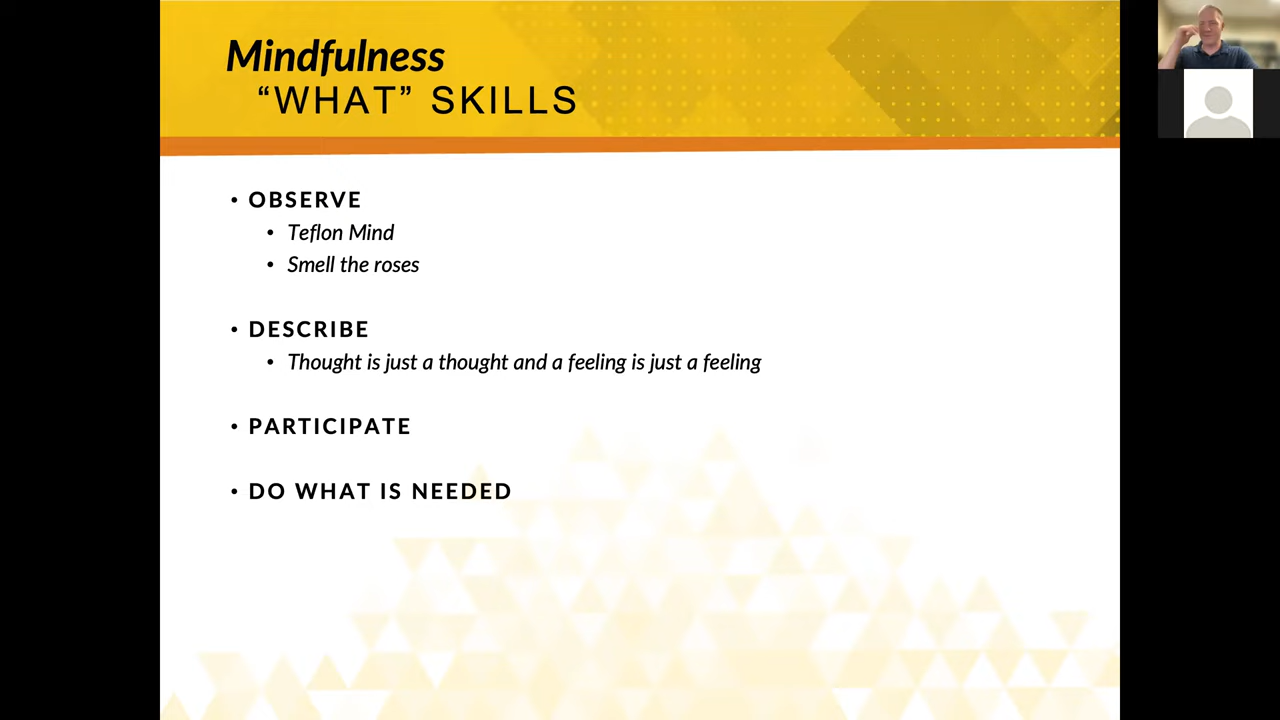 Mindfulness
“WHAT” SKILLS
• OBSERVE
• Teflon Mind
• Smell the roses
• DESCRIBE
• Thought is just a thought and a feeling is just a feeling
• PARTICIPATE
• DO WHAT IS NEEDED